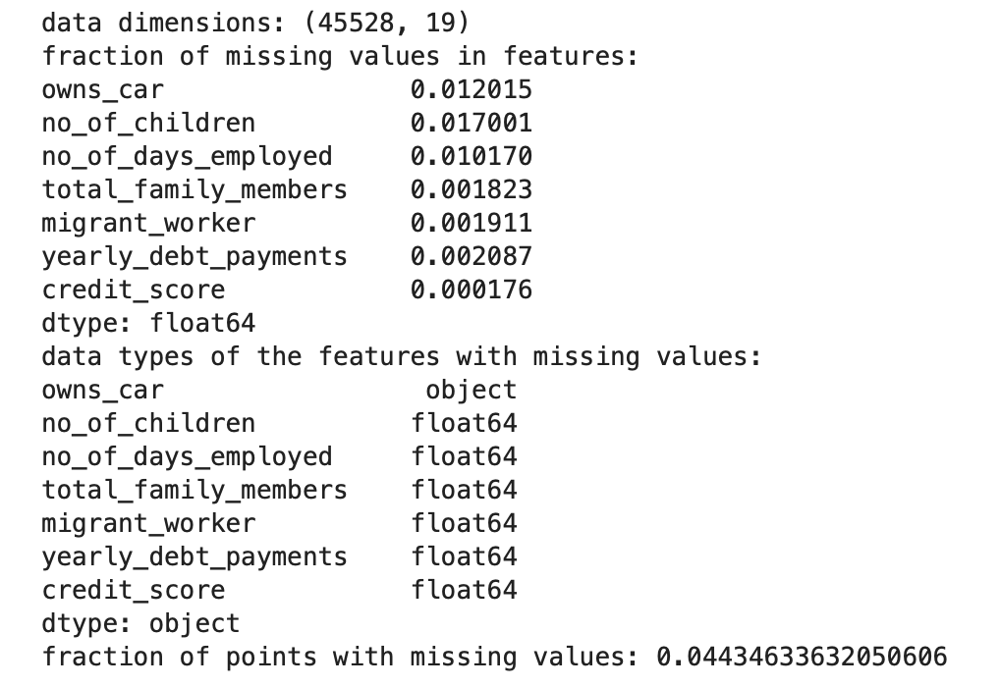 data dimensions: (45528, 19)
fraction of missing values in features:
owns_car                0.012015
no_of_children          0.017001
no_of_days_employed     0.010170
total_family_members    0.001823
migrant_worker          0.001911
yearly_debt_payments    0.002087
credit_score            0.000176
dtype: float64
data types of the features with missing values:
owns_car                 object
no_of_children          float64
no_of_days_employed     float64
total_family_members    float64
migrant_worker          float64
yearly_debt_payments    float64
credit_score            float64
dtype: object
fraction of points with missing values: 0.04434633632050606